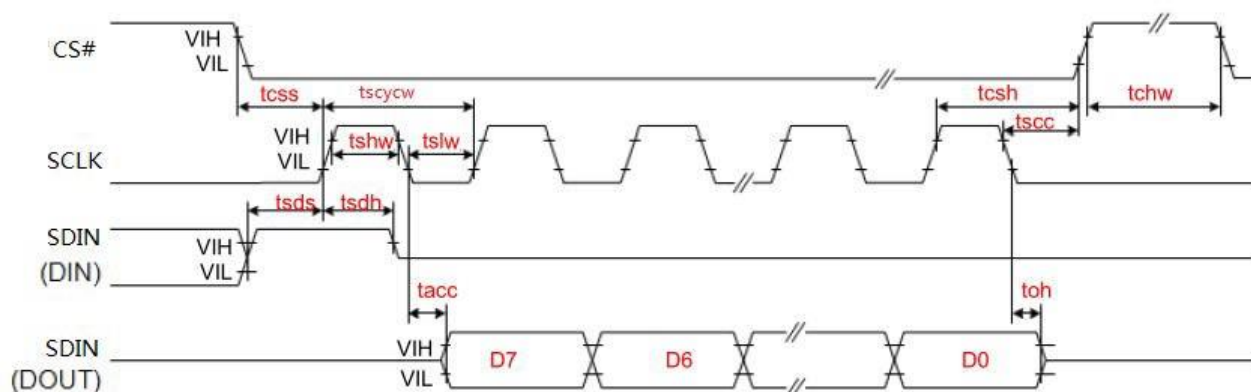 CS#
VIH
VIL
tcss
tscycw
tcsh
tchw
tscc
SCLK
VIH
VIL
tshw
tslw
tsds
tsdh
SDIN
(DIN)
VIH
VIL
tacc
toh
SDIN
(DOUT)
VIH
VIL
D7
D6
D0